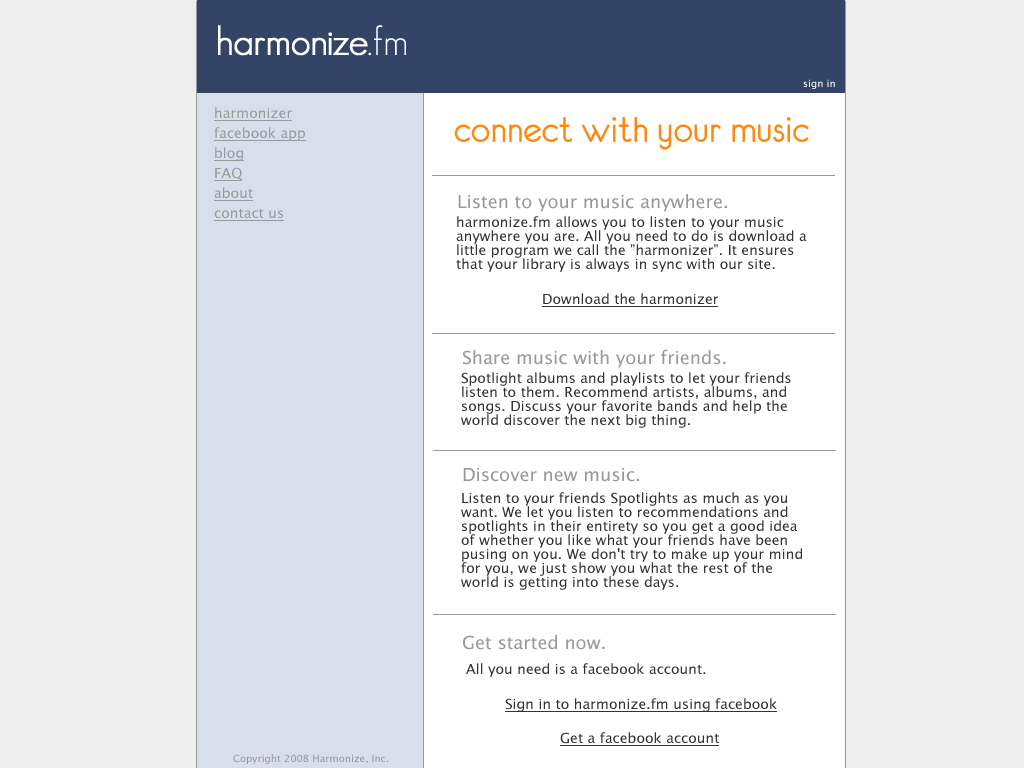 harmonize.fm
sign in
harmonizer
facebook app
blog
FAQ
about
contact us
connect with your music
Listen to your music anywhere.
harmonize.fm allows you to listen to your music
anywhere you are. All you need to do is download a
little program we call the "harmonizer". It ensures
that your library is always in sync with our site.
Download the harmonizer
Share music with your friends.
Spotlight albums and playlists to let your friends
listen to them. Recommend artists, albums, and
songs. Discuss your favorite bands and help the
world discover the next big thing.
Discover new music.
Listen to your friends Spotlights as much as you
want. We let you listen to recommendations and
spotlights in their entirety so you get a good idea
of whether you like what your friends have been
pusing on you. We don't try to make up your mind
for you, we just show you what the rest of the
world is getting into these days.
Get started now.
All you need is a facebook account.
Sign in to harmonize.fm using facebook
Get a facebook account
Copyright 2008 Harmonize, Inc.